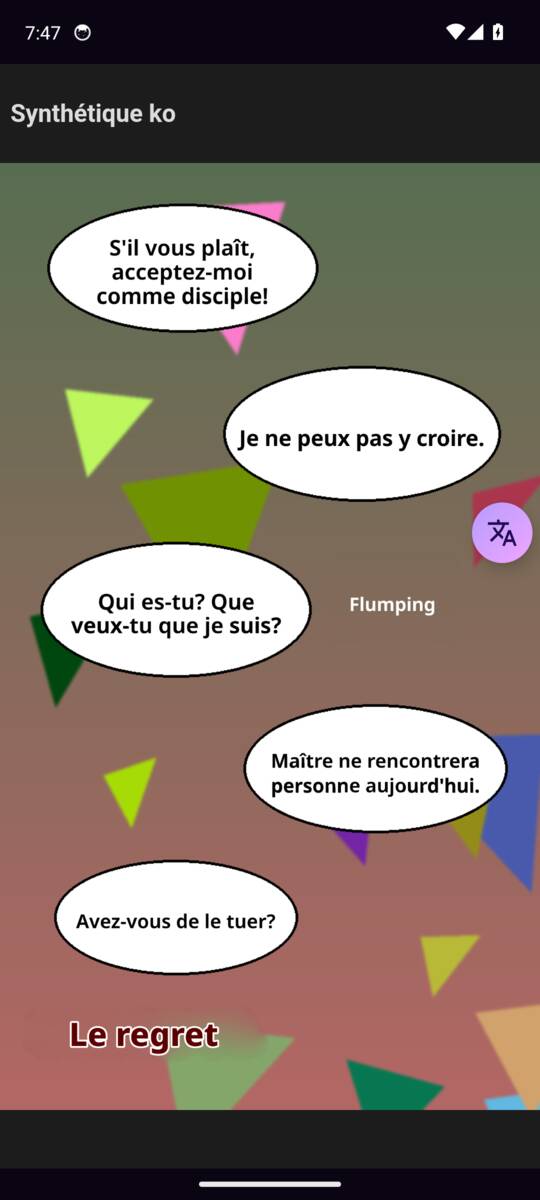 7:47
Synthétique ko
S'il vous plaît,
acceptez-moi
comme disciple!
Je ne peux pas y croire.
Qui es-tu? Que
veux-tu que je suis?
Flumping
Maître ne rencontrera
personne aujourd'hui.
Avez-vous de le tuer?
Le regret